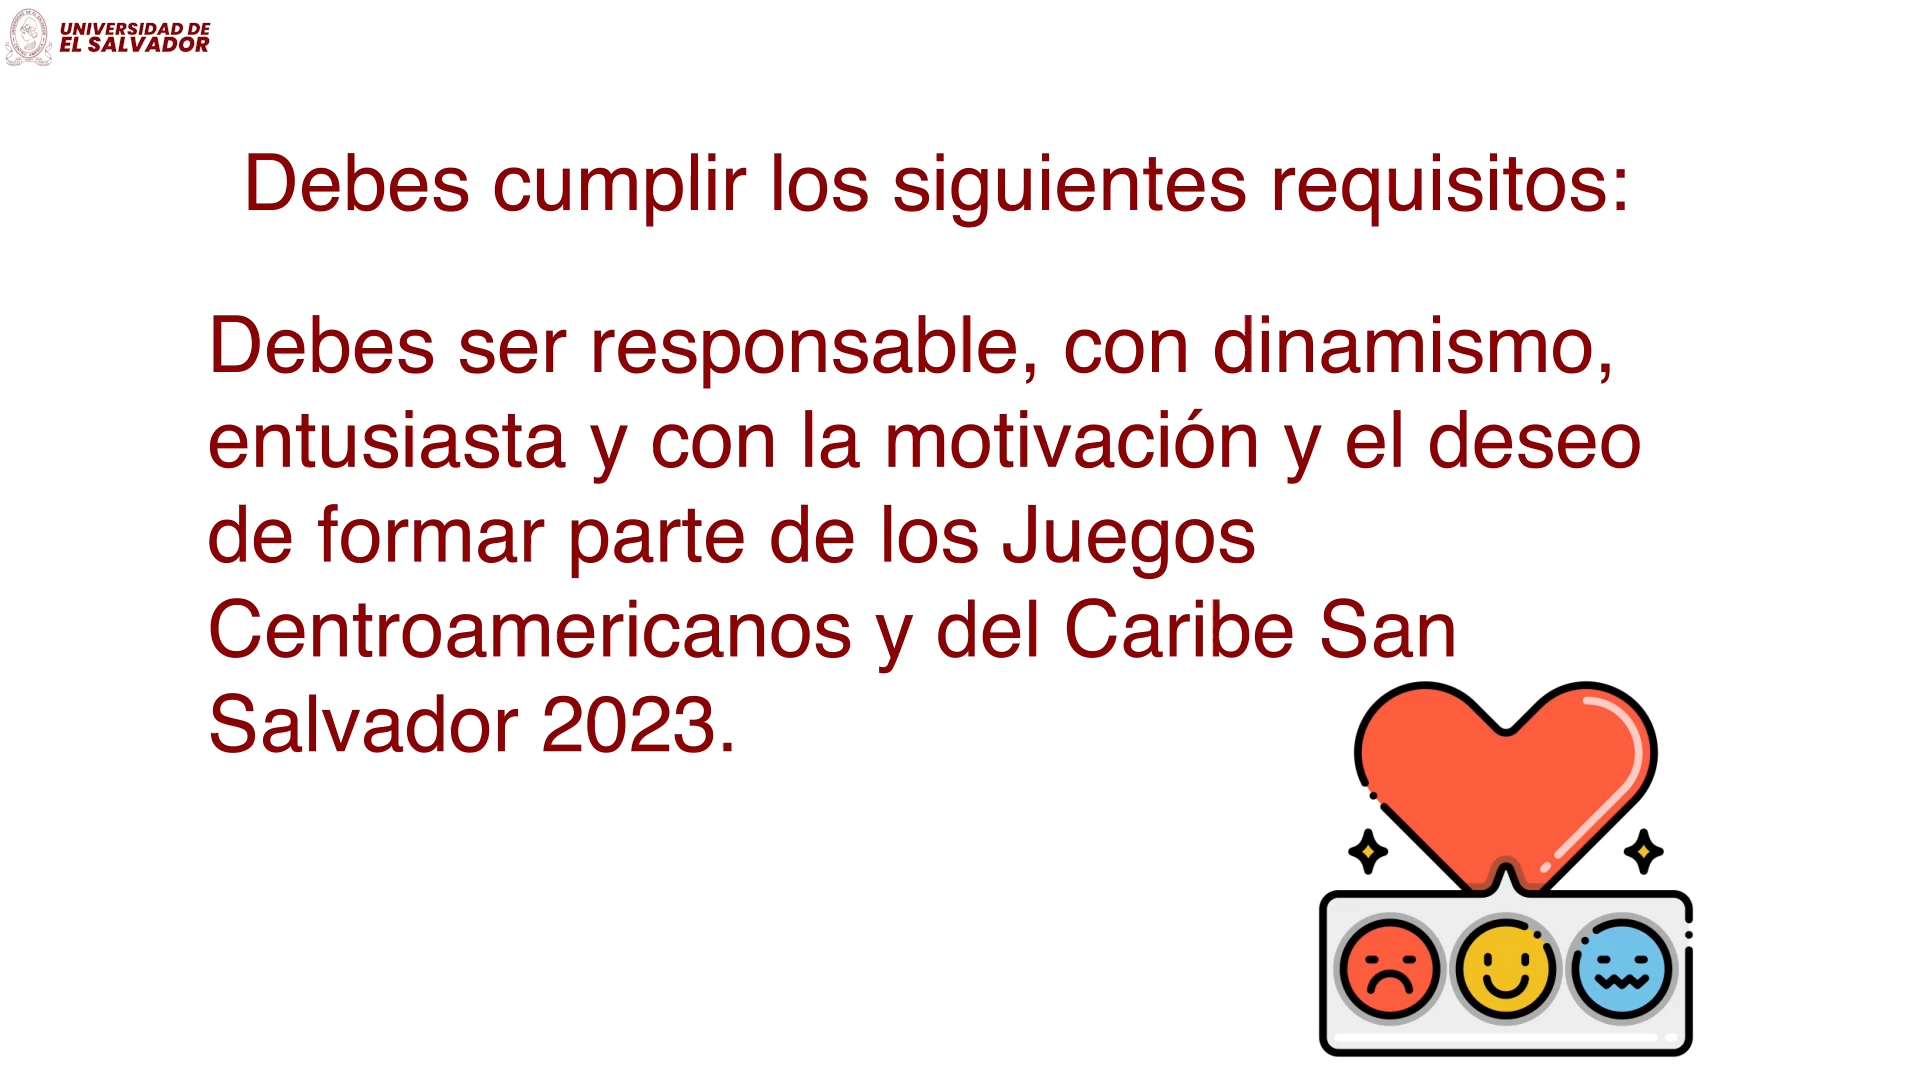 UNIVERSIDAD DE
EL SALVADOR
Debes cumplir los siguientes requisitos:
Debes ser responsable, con dinamismo,
entusiasta y con la motivación y el deseo
de formar parte de los Juegos
Centroamericanos y del Caribe San
Salvador 2023.